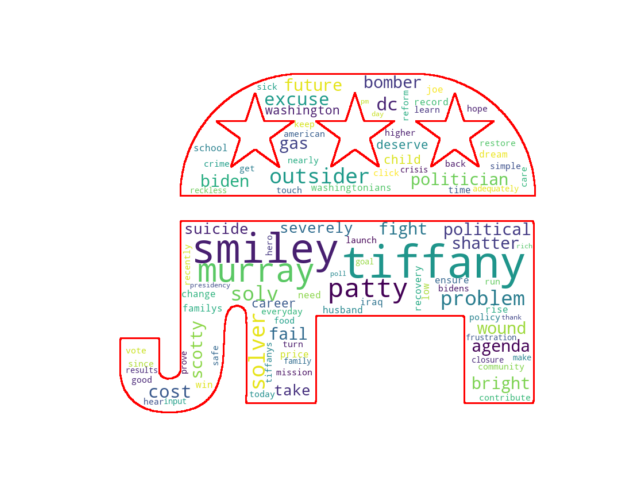 sick future bomber joe
excuse dc reform record
washington learn hope
keep day
american gas higher deserve restore
school nearly child dream
crime get crisis back simple
biden outsider click politician care
reckless touch washingtonians time adequately
suicide severely fight political
smiley hero launch tiffany shatter rich
recently murray goal
presidency poll patty recovery low ensure run
change solv need iraq bidens problem
familys career husband rise
everyday policy thank
food fail wound
scotty solver frustration
vote turn agenda
since prove safe price closure make
results tiffanys family community
good mission bright
cost win take
hear input today contribute